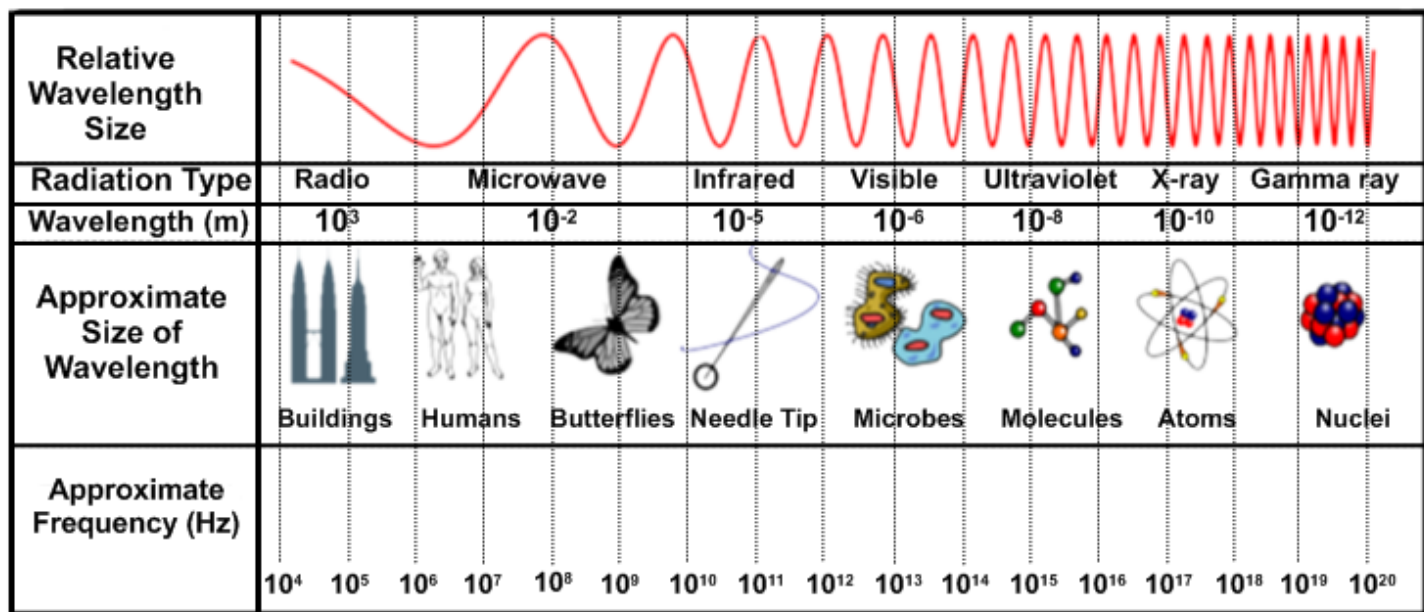 Relative
Wavelength
Size
Radiation Type Radio Microwave Infrared Visible Ultraviolet X-ray Gamma ray
Wavelength (m) 10³ 10⁻² 10⁻⁵ 10⁻⁶ 10⁻⁸ 10⁻¹⁰ 10⁻¹²
Approximate
Size of
Wavelength
Buildings Humans Butterflies Needle Tip Microbes Molecules Atoms Nuclei
Approximate
Frequency (Hz)
10⁴ 10⁵ 10⁶ 10⁷ 10⁸ 10⁹ 10¹⁰ 10¹¹ 10¹² 10¹³ 10¹⁴ 10¹⁵ 10¹⁶ 10¹⁷ 10¹⁸ 10¹⁹ 10²⁰